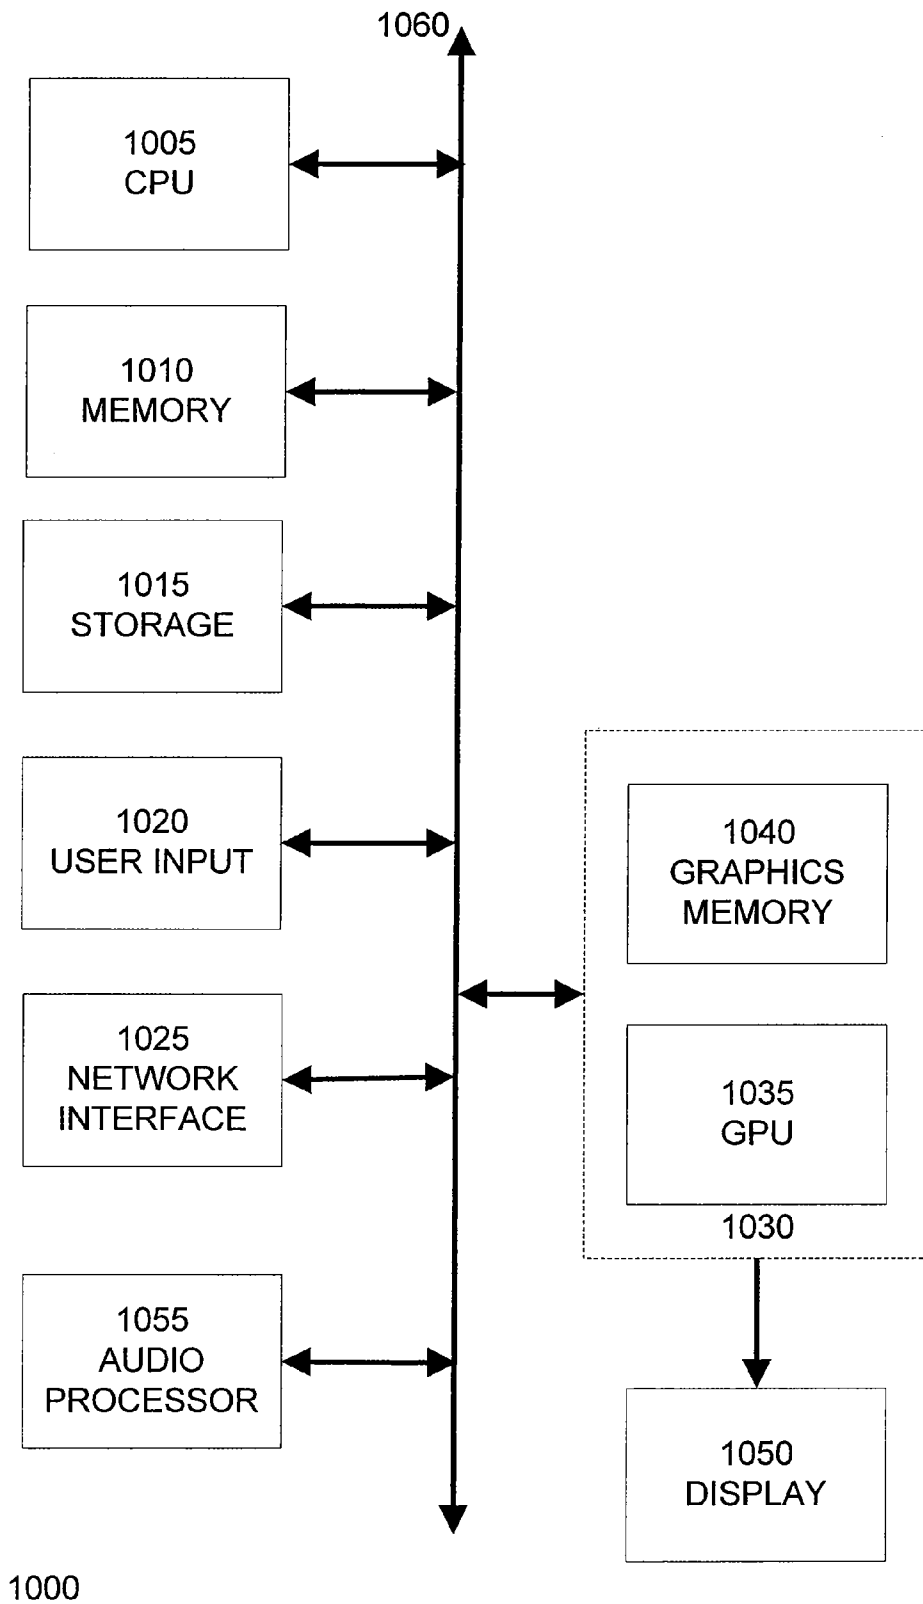 1060
1005
CPU
1010
MEMORY
1015
STORAGE
1020
USER INPUT
1025
NETWORK
INTERFACE
1055
AUDIO
PROCESSOR
1040
GRAPHICS
MEMORY
1035
GPU
1030
1050
DISPLAY
1000